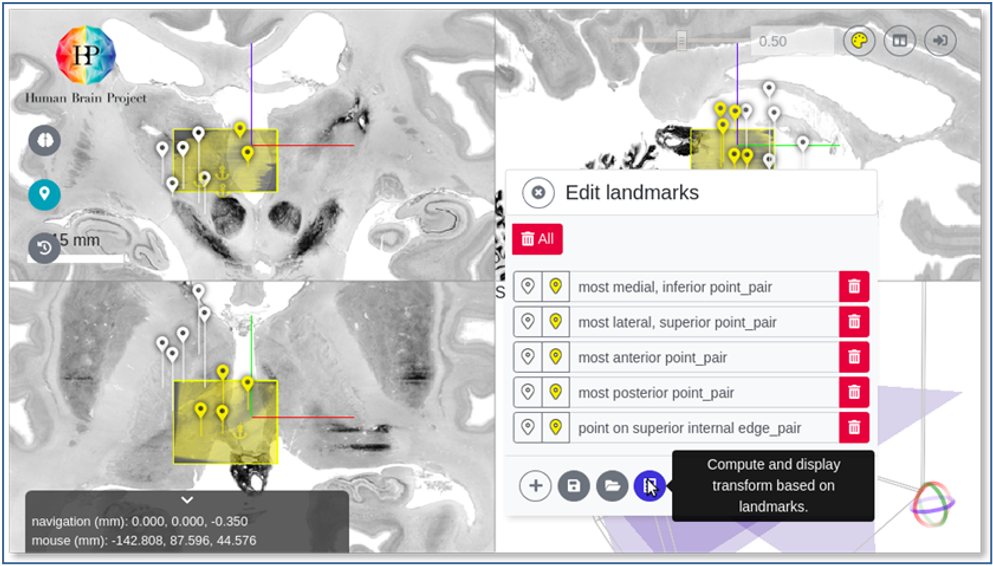 HP
Human Brain Project
0.50
15 mm
Edit landmarks
All
S
most medial, inferior point_pair
most lateral, superior point_pair
most anterior point_pair
most posterior point_pair
point on superior internal edge_pair
Compute and display
transform based on
landmarks.
navigation (mm): 0.000, 0.000, -0.350
mouse (mm): -142.808, 87.596, 44.576